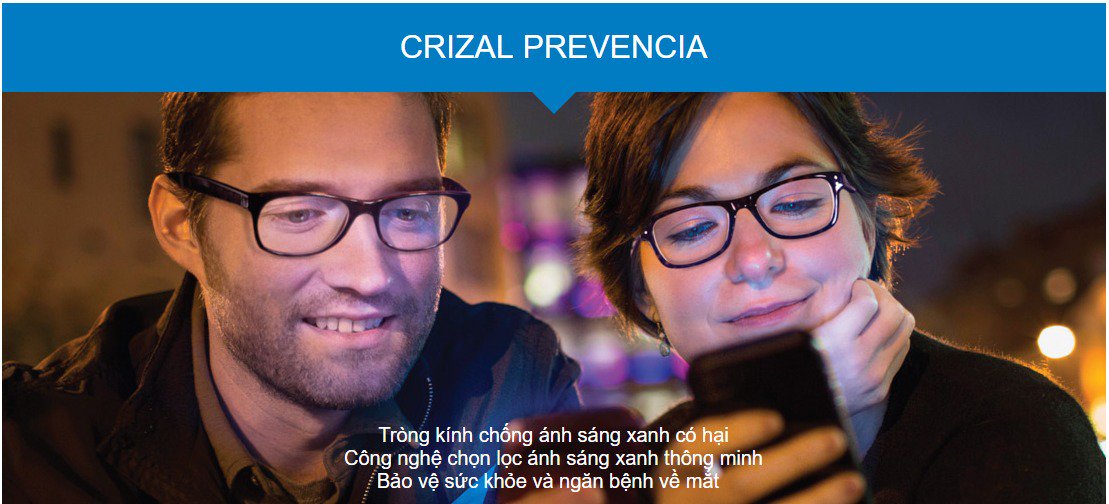 CRIZAL PREVENCIA
Tròng kính chống ánh sáng xanh có hại
Công nghệ chọn lọc ánh sáng xanh thông minh
Bảo vệ sức khỏe và ngăn bệnh về mắt